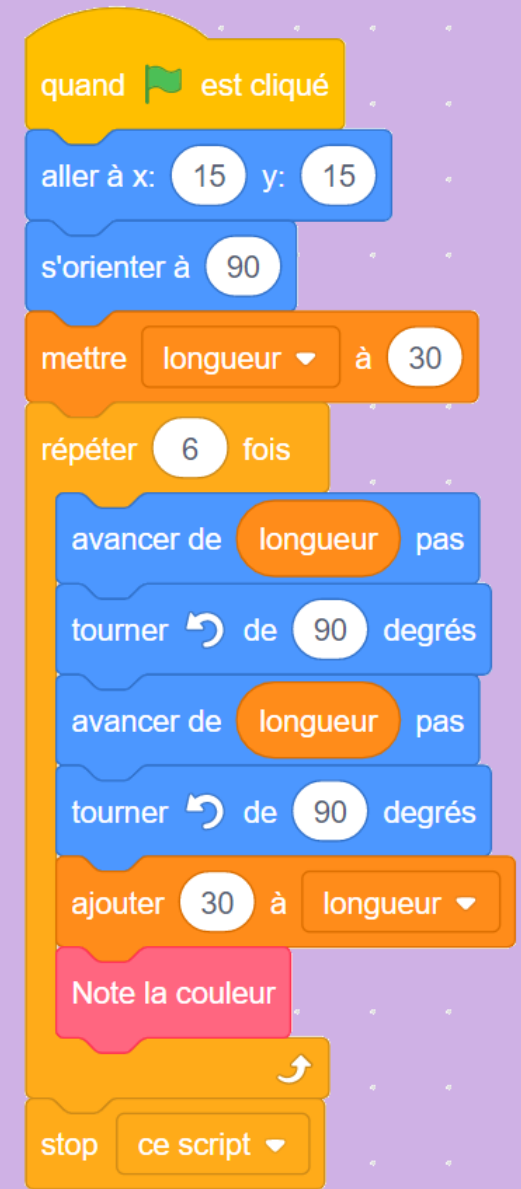 quand est cliqué
aller à x: 15 y: 15
s'orienter à 90
mettre longueur à 30
répéter 6 fois
avancer de longueur pas
tourner de 90 degrés
avancer de longueur pas
tourner de 90 degrés
ajouter 30 à longueur
Note la couleur
stop ce script